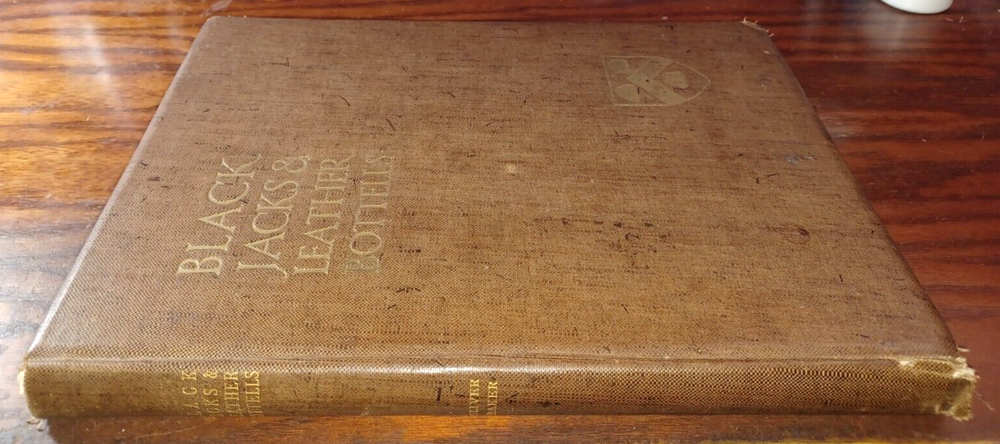 BLACK
JACKS &
LEATHER
BOTTELLS
BLACK
JACKS &
LEATHER
BOTTELLS
OLIVER
BAKER